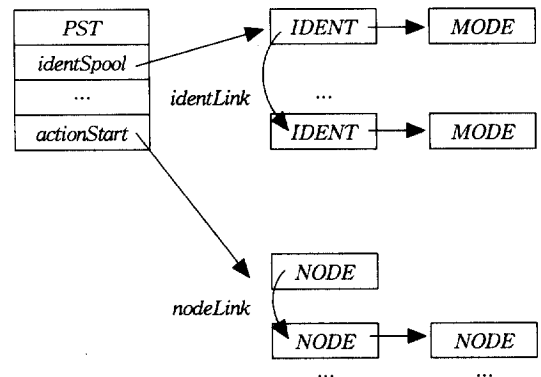 PST
identSpool
...
actionStart
IDENT
MODE
identLink
...
IDENT
MODE
NODE
nodeLink
NODE
NODE
...
...